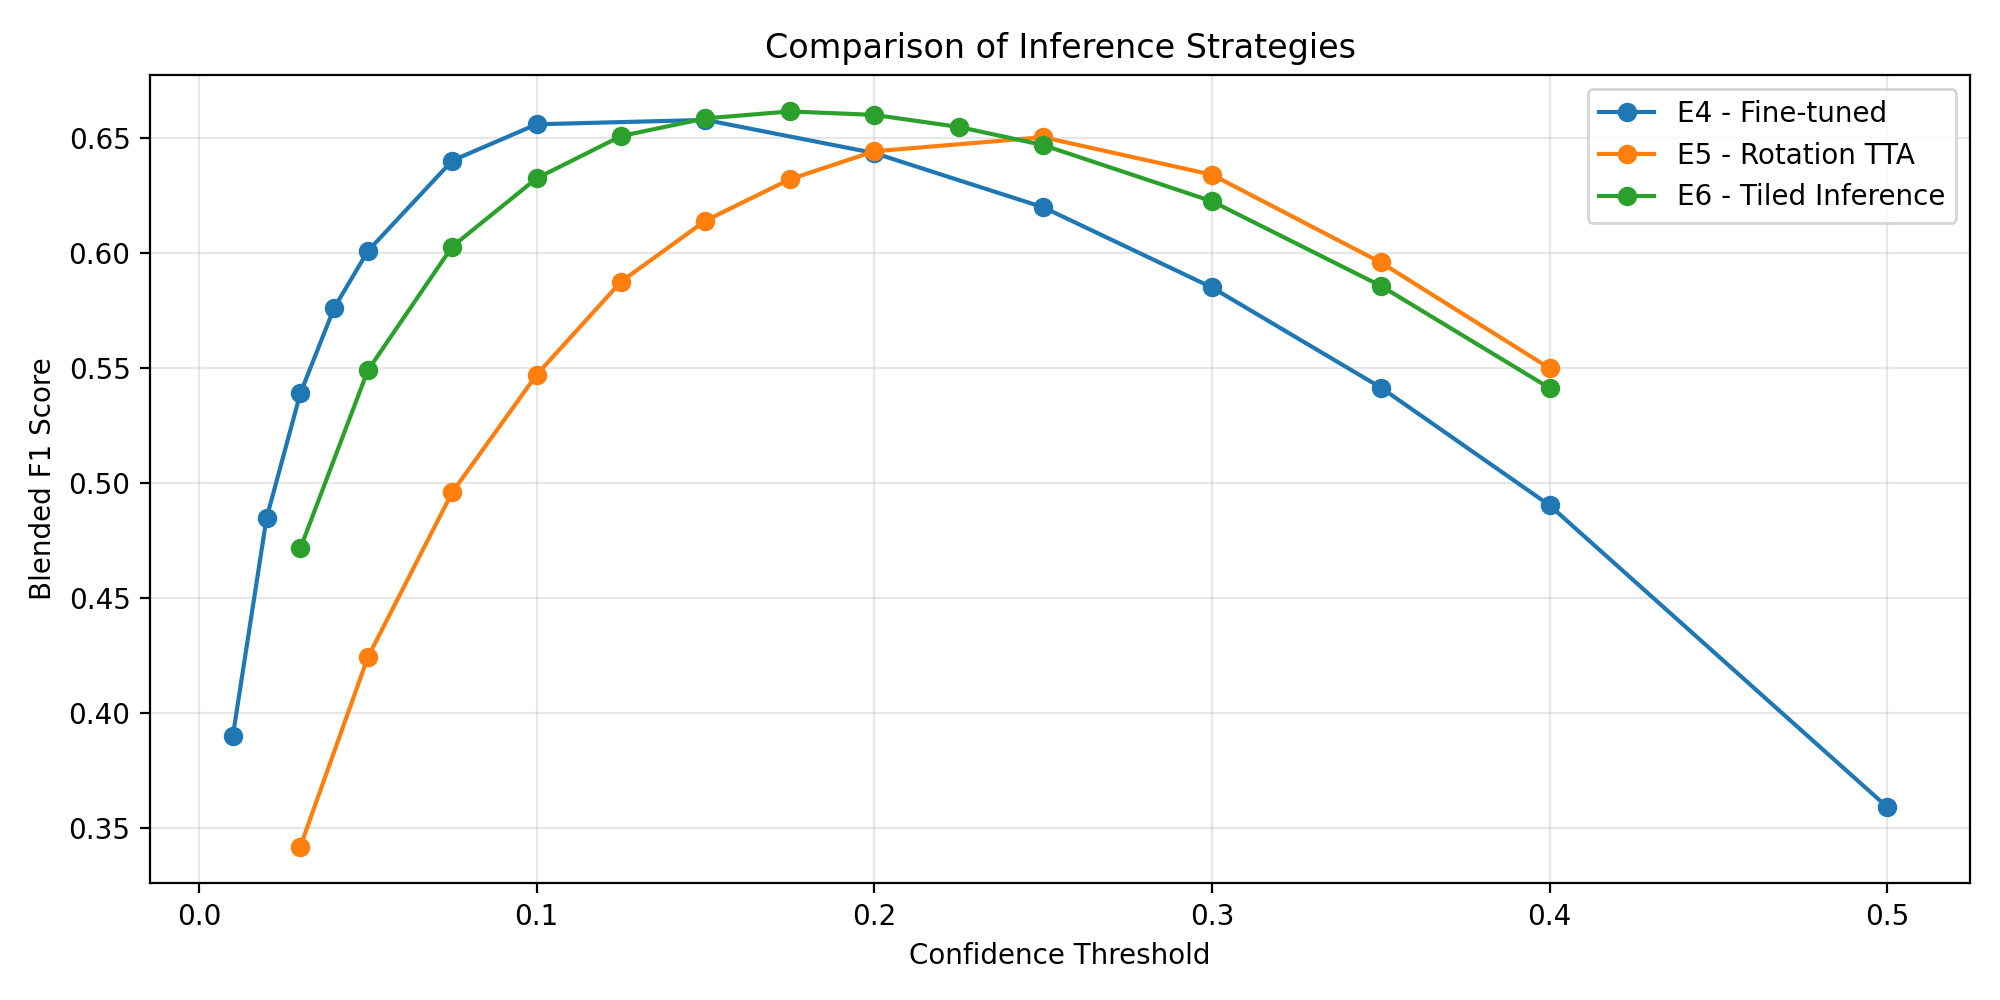 Comparison of Inference Strategies
E4 - Fine-tuned
E5 - Rotation TTA
E6 - Tiled Inference
Blended F1 Score
0.65
0.60
0.55
0.50
0.45
0.40
0.35
0.0 0.1 0.2 0.3 0.4 0.5
Confidence Threshold